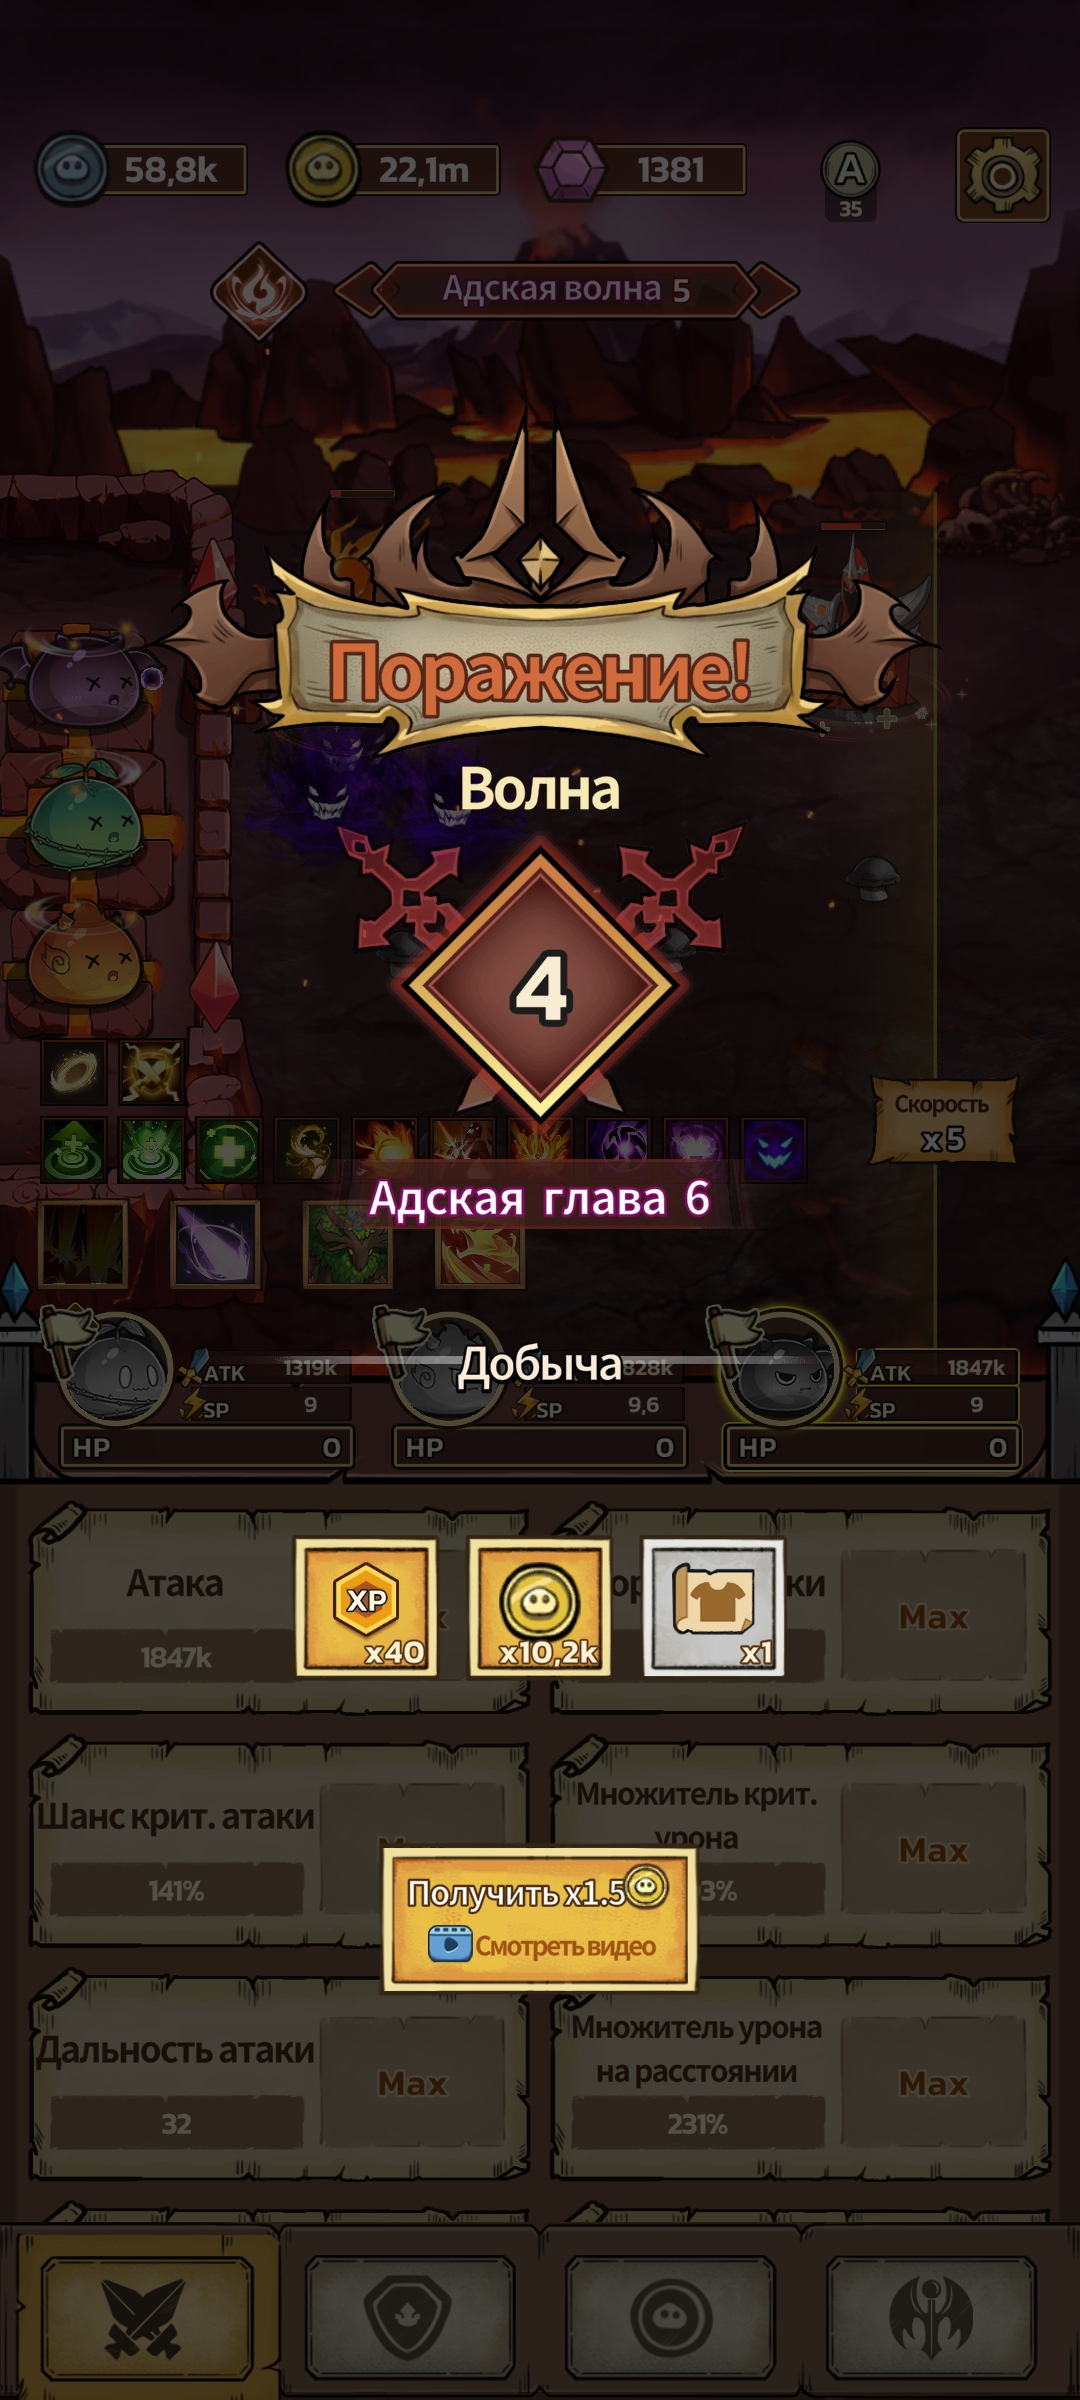 58,8k
22,1m
1381
A
35
Адская волна 5
Поражение!
Волна
4
Скорость
x5
Адская глава 6
Добыча
ATK 1319k
SP 9
HP 0
828k
SP 9,6
HP 0
ATK 1847k
SP 9
HP 0
Атака
1847k
Max
XP
x40
x10,2k
x1
Шанс крит. атаки
141%
Множитель крит.
урона
3%
Max
Получить x1.5
Смотреть видео
Дальность атаки
32
Max
Множитель урона
на расстоянии
231%
Max